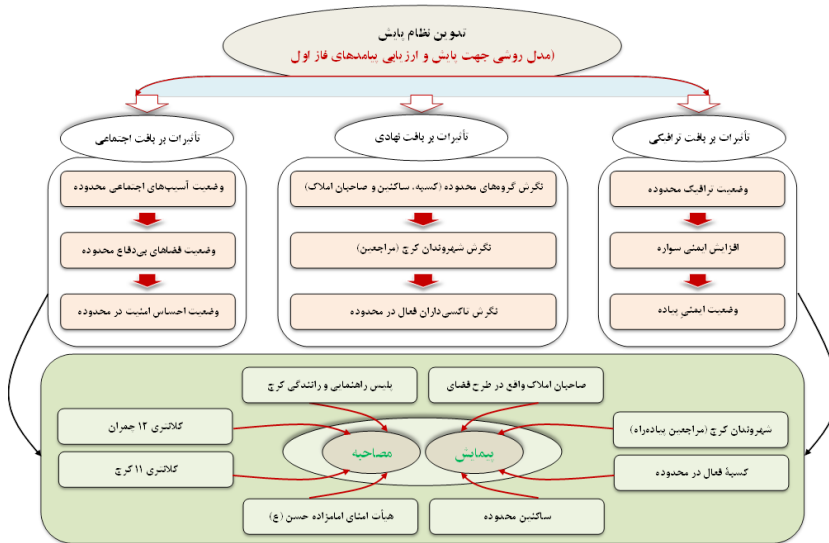 تدوین نظام پایش
(مدل روشی جهت پایش و ارزیابی پیامدهای فاز اول
تأثیرات بر بافت ترافیکی
تأثیرات بر بافت نهادی
تأثیرات بر بافت اجتماعی
وضعیت ترافیک محدوده
افزایش ایمنی سواره
وضعیت ایمنیِ پیاده
نگرش گروه‌های محدوده (کسبه، ساکنین و صاحبان املاک)
نگرش شهروندان کرج (مراجعین)
نگرش تاکسی‌داران فعال در محدوده
وضعیت آسیب‌های اجتماعی محدوده
وضعیت فضاهای بی‌دفاع محدوده
وضعیت احساس امنیت در محدوده
صاحبان املاک واقع در طرح فضای
پلیس راهنمایی و رانندگی کرج
شهروندان کرج (مراجعین پیاده‌راه)
کلانتری ۱۲ چمران
پیمایش
مصاحبه
کسبهٔ فعال در محدوده
کلانتری ۱۱ کرج
ساکنین محدوده
هیأت امنای امامزاده حسن (ع)